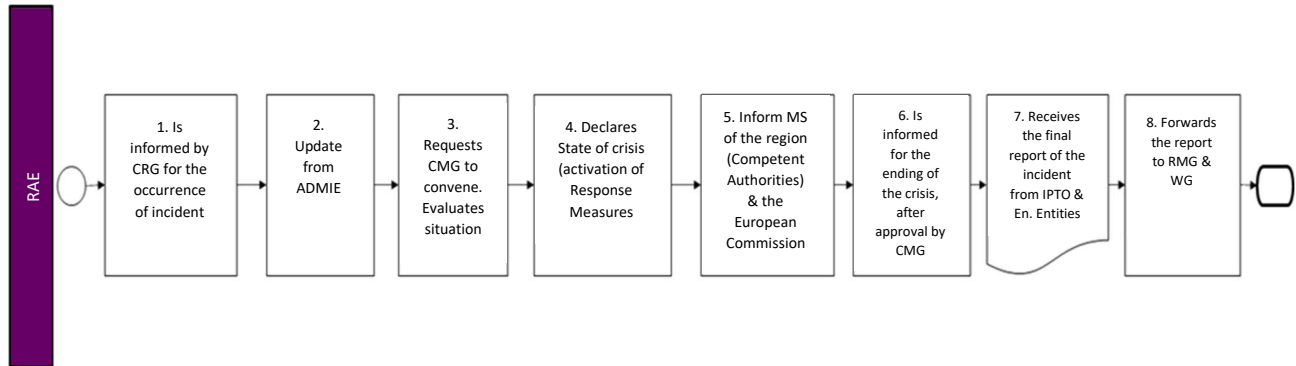 RAE
1. Is
informed by
CRG for the
occurrence
of incident
2.
Update
from
ADMIE
3.
Requests
CMG to
convene.
Evaluates
situation
4. Declares
State of crisis
(activation of
Response
Measures
5. Inform MS
of the region
(Competent
Authorities)
& the
European
Commission
6. Is
informed
for the
ending of
the crisis,
after
approval by
CMG
7. Receives
the final
report of the
incident
from IPTO &
En. Entities
8. Forwards
the report
to RMG &
WG